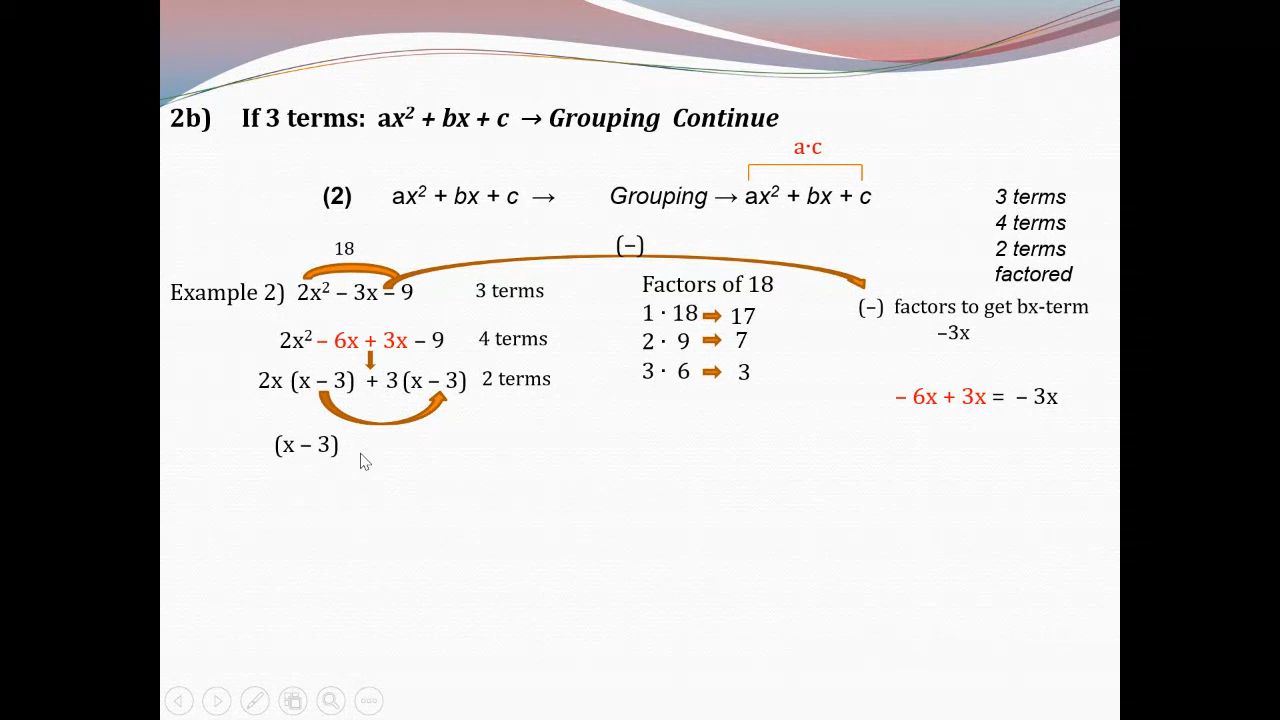 2b) If 3 terms: ax² + bx + c → Grouping Continue
a·c
(2) ax² + bx + c → Grouping → ax² + bx + c
3 terms
4 terms
2 terms
factored
18
(−)
Example 2) 2x² – 3x – 9 3 terms
2x² – 6x + 3x – 9 4 terms
2x (x – 3) + 3 (x – 3) 2 terms
(x – 3)
Factors of 18
1 · 18 17
2 · 9 7
3 · 6 3
(−) factors to get bx-term
–3x
– 6x + 3x = – 3x